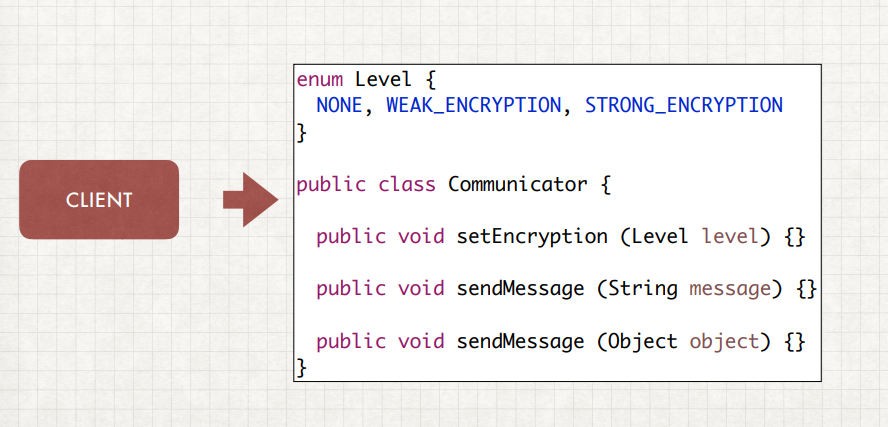 CLIENT
enum Level {
NONE, WEAK_ENCRYPTION, STRONG_ENCRYPTION
}
public class Communicator {
public void setEncryption (Level level) {}
public void sendMessage (String message) {}
public void sendMessage (Object object) {}
}